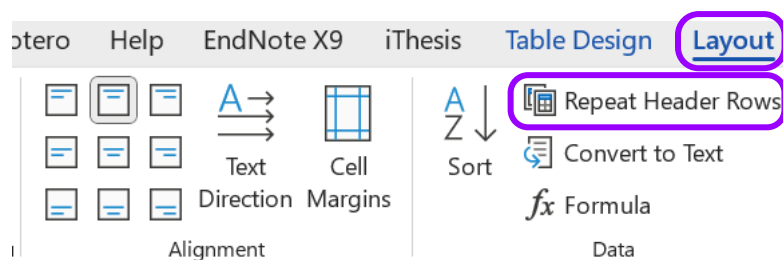 otero Help EndNote X9 iThesis Table Design Layout
Repeat Header Rows
Text Direction
Cell Margins
Sort
Convert to Text
fx Formula
Alignment
Data